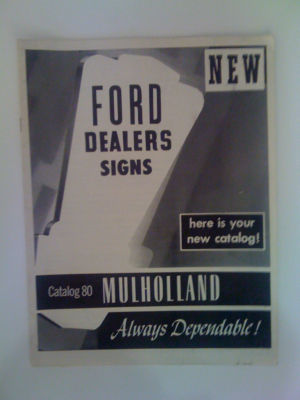 NEW
FORD
DEALERS
SIGNS
here is your
new catalog!
Catalog 80 MULHOLLAND
Always Dependable!